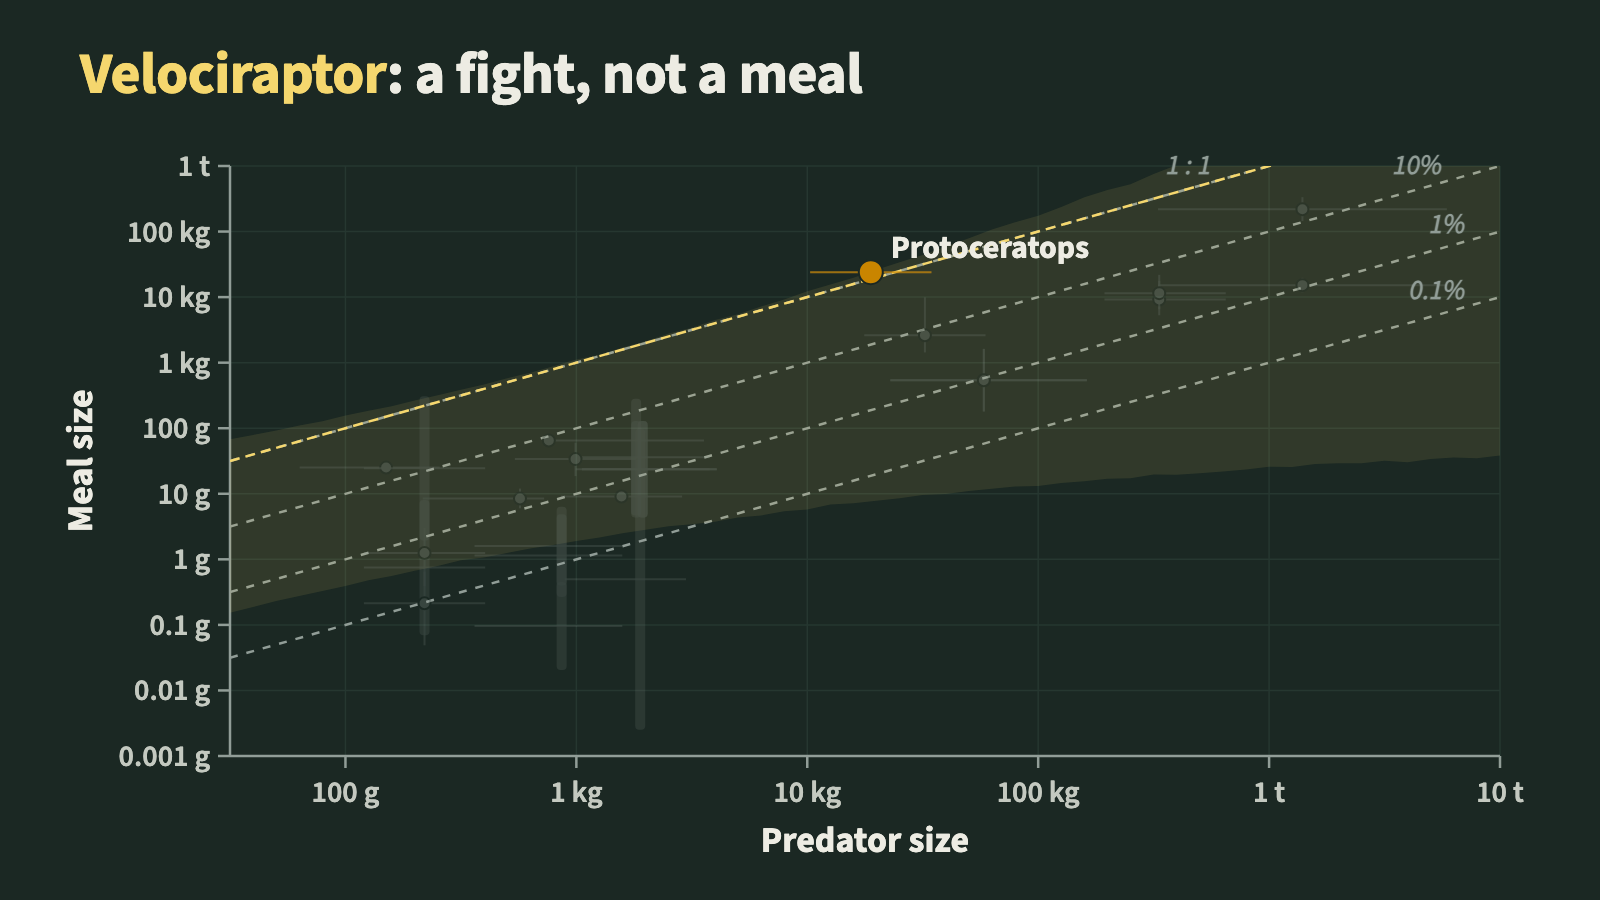 Velociraptor: a fight, not a meal
1 t
100 kg
10 kg
1 kg
100 g
10 g
1 g
0.1 g
0.01 g
0.001 g
Meal size
1:1
10%
1%
0.1%
Protoceratops
100 g
1 kg
10 kg
100 kg
1 t
10 t
Predator size